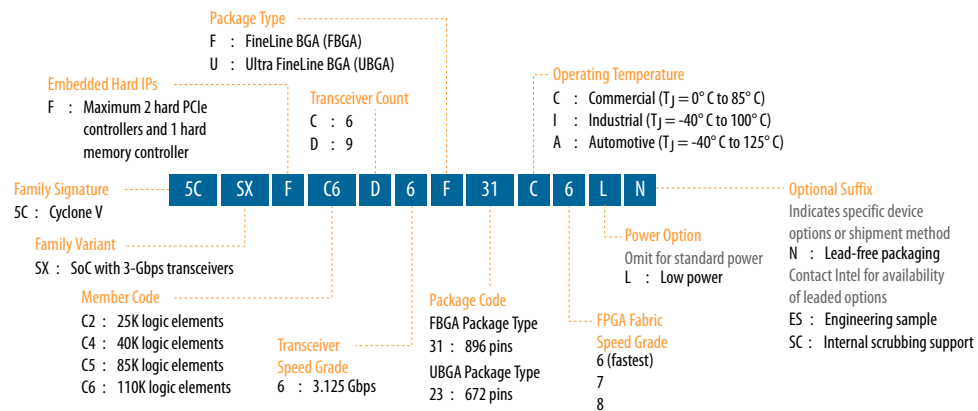 Package Type
F : FineLine BGA (FBGA)
U : Ultra FineLine BGA (UBGA)
Embedded Hard IPs
F : Maximum 2 hard PCIe
controllers and 1 hard
memory controller
Transceiver Count
C : 6
D : 9
Operating Temperature
C : Commercial (TJ = 0° C to 85° C)
I : Industrial (TJ = -40° C to 100° C)
A : Automotive (TJ = -40° C to 125° C)
Family Signature
5C : Cyclone V
5C SX F C6 D 6 F 31 C 6 L N
Family Variant
SX : SoC with 3-Gbps transceivers
Member Code
C2 : 25K logic elements
C4 : 40K logic elements
C5 : 85K logic elements
C6 : 110K logic elements
Transceiver
Speed Grade
6 : 3.125 Gbps
Package Code
FBGA Package Type
31 : 896 pins
UBGA Package Type
23 : 672 pins
FPGA Fabric
Speed Grade
6 (fastest)
7
8
Power Option
Omit for standard power
L : Low power
Optional Suffix
Indicates specific device
options or shipment method
N : Lead-free packaging
Contact Intel for availability
of leaded options
ES : Engineering sample
SC : Internal scrubbing support